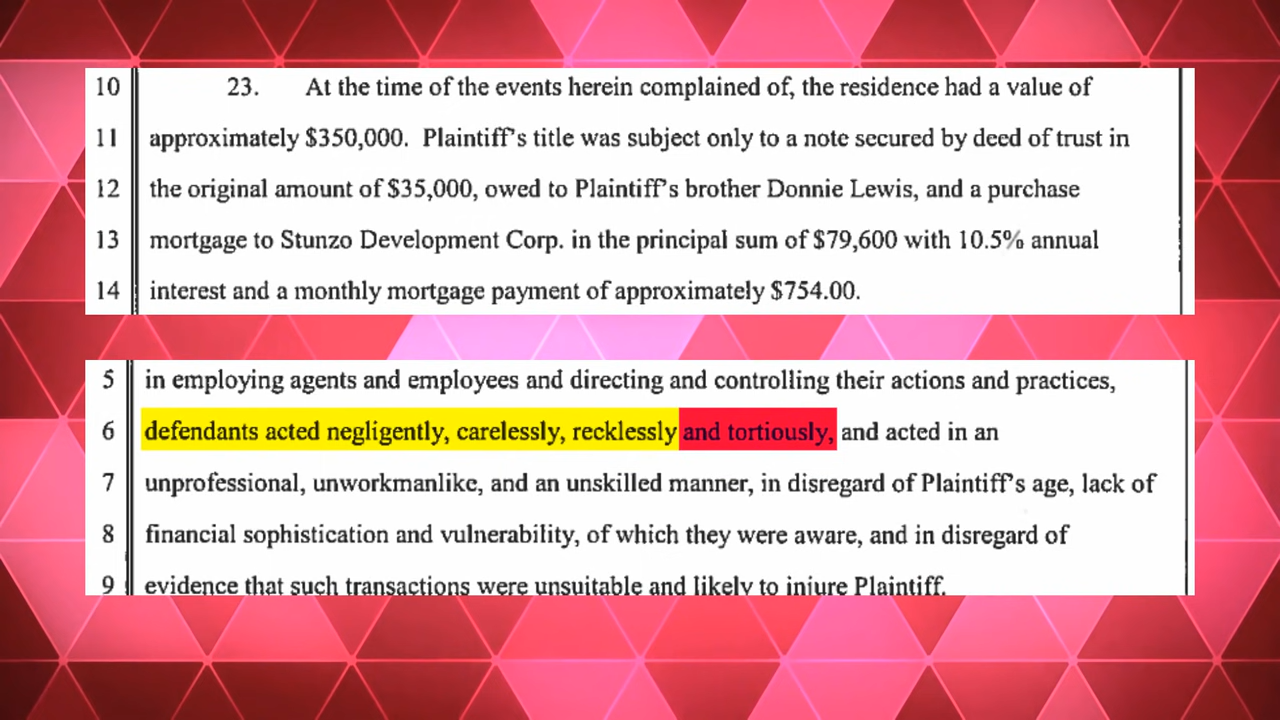 10 23. At the time of the events herein complained of, the residence had a value of
11 approximately $350,000. Plaintiff's title was subject only to a note secured by deed of trust in
12 the original amount of $35,000, owed to Plaintiff's brother Donnie Lewis, and a purchase
13 mortgage to Stunzo Development Corp. in the principal sum of $79,600 with 10.5% annual
14 interest and a monthly mortgage payment of approximately $754.00.
5 in employing agents and employees and directing and controlling their actions and practices,
6 defendants acted negligently, carelessly, recklessly and tortiously, and acted in an
7 unprofessional, unworkmanlike, and an unskilled manner, in disregard of Plaintiff's age, lack of
8 financial sophistication and vulnerability, of which they were aware, and in disregard of
9 evidence that such transactions were unsuitable and likely to injure Plaintiff.